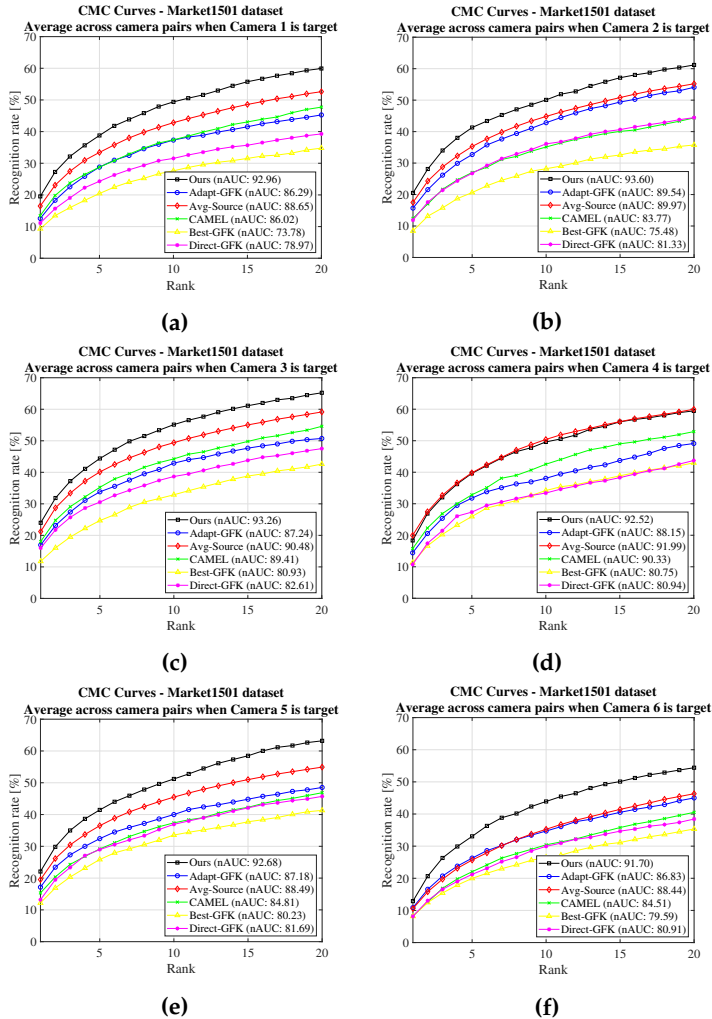 CMC Curves - Market1501 dataset
Average across camera pairs when Camera 1 is target
70
60
50
40
30
20
10
0
Recognition rate [%]
Ours (nAUC: 92.96)
Adapt-GFK (nAUC: 86.29)
Avg-Source (nAUC: 88.65)
CAMEL (nAUC: 86.02)
Best-GFK (nAUC: 73.78)
Direct-GFK (nAUC: 78.97)
5 10 15 20
Rank
(a)
CMC Curves - Market1501 dataset
Average across camera pairs when Camera 2 is target
70
60
50
40
30
20
10
0
Recognition rate [%]
Ours (nAUC: 93.60)
Adapt-GFK (nAUC: 89.54)
Avg-Source (nAUC: 89.97)
CAMEL (nAUC: 83.77)
Best-GFK (nAUC: 75.48)
Direct-GFK (nAUC: 81.33)
5 10 15 20
Rank
(b)
CMC Curves - Market1501 dataset
Average across camera pairs when Camera 3 is target
70
60
50
40
30
20
10
0
Recognition rate [%]
Ours (nAUC: 93.26)
Adapt-GFK (nAUC: 87.24)
Avg-Source (nAUC: 90.48)
CAMEL (nAUC: 89.41)
Best-GFK (nAUC: 80.93)
Direct-GFK (nAUC: 82.61)
5 10 15 20
Rank
(c)
CMC Curves - Market1501 dataset
Average across camera pairs when Camera 4 is target
70
60
50
40
30
20
10
0
Recognition rate [%]
Ours (nAUC: 92.52)
Adapt-GFK (nAUC: 88.15)
Avg-Source (nAUC: 91.99)
CAMEL (nAUC: 90.33)
Best-GFK (nAUC: 80.75)
Direct-GFK (nAUC: 80.94)
5 10 15 20
Rank
(d)
CMC Curves - Market1501 dataset
Average across camera pairs when Camera 5 is target
70
60
50
40
30
20
10
0
Recognition rate [%]
Ours (nAUC: 92.68)
Adapt-GFK (nAUC: 87.18)
Avg-Source (nAUC: 88.49)
CAMEL (nAUC: 84.81)
Best-GFK (nAUC: 80.23)
Direct-GFK (nAUC: 81.69)
5 10 15 20
Rank
(e)
CMC Curves - Market1501 dataset
Average across camera pairs when Camera 6 is target
70
60
50
40
30
20
10
0
Recognition rate [%]
Ours (nAUC: 91.70)
Adapt-GFK (nAUC: 86.83)
Avg-Source (nAUC: 88.44)
CAMEL (nAUC: 84.51)
Best-GFK (nAUC: 79.59)
Direct-GFK (nAUC: 80.91)
5 10 15 20
Rank
(f)